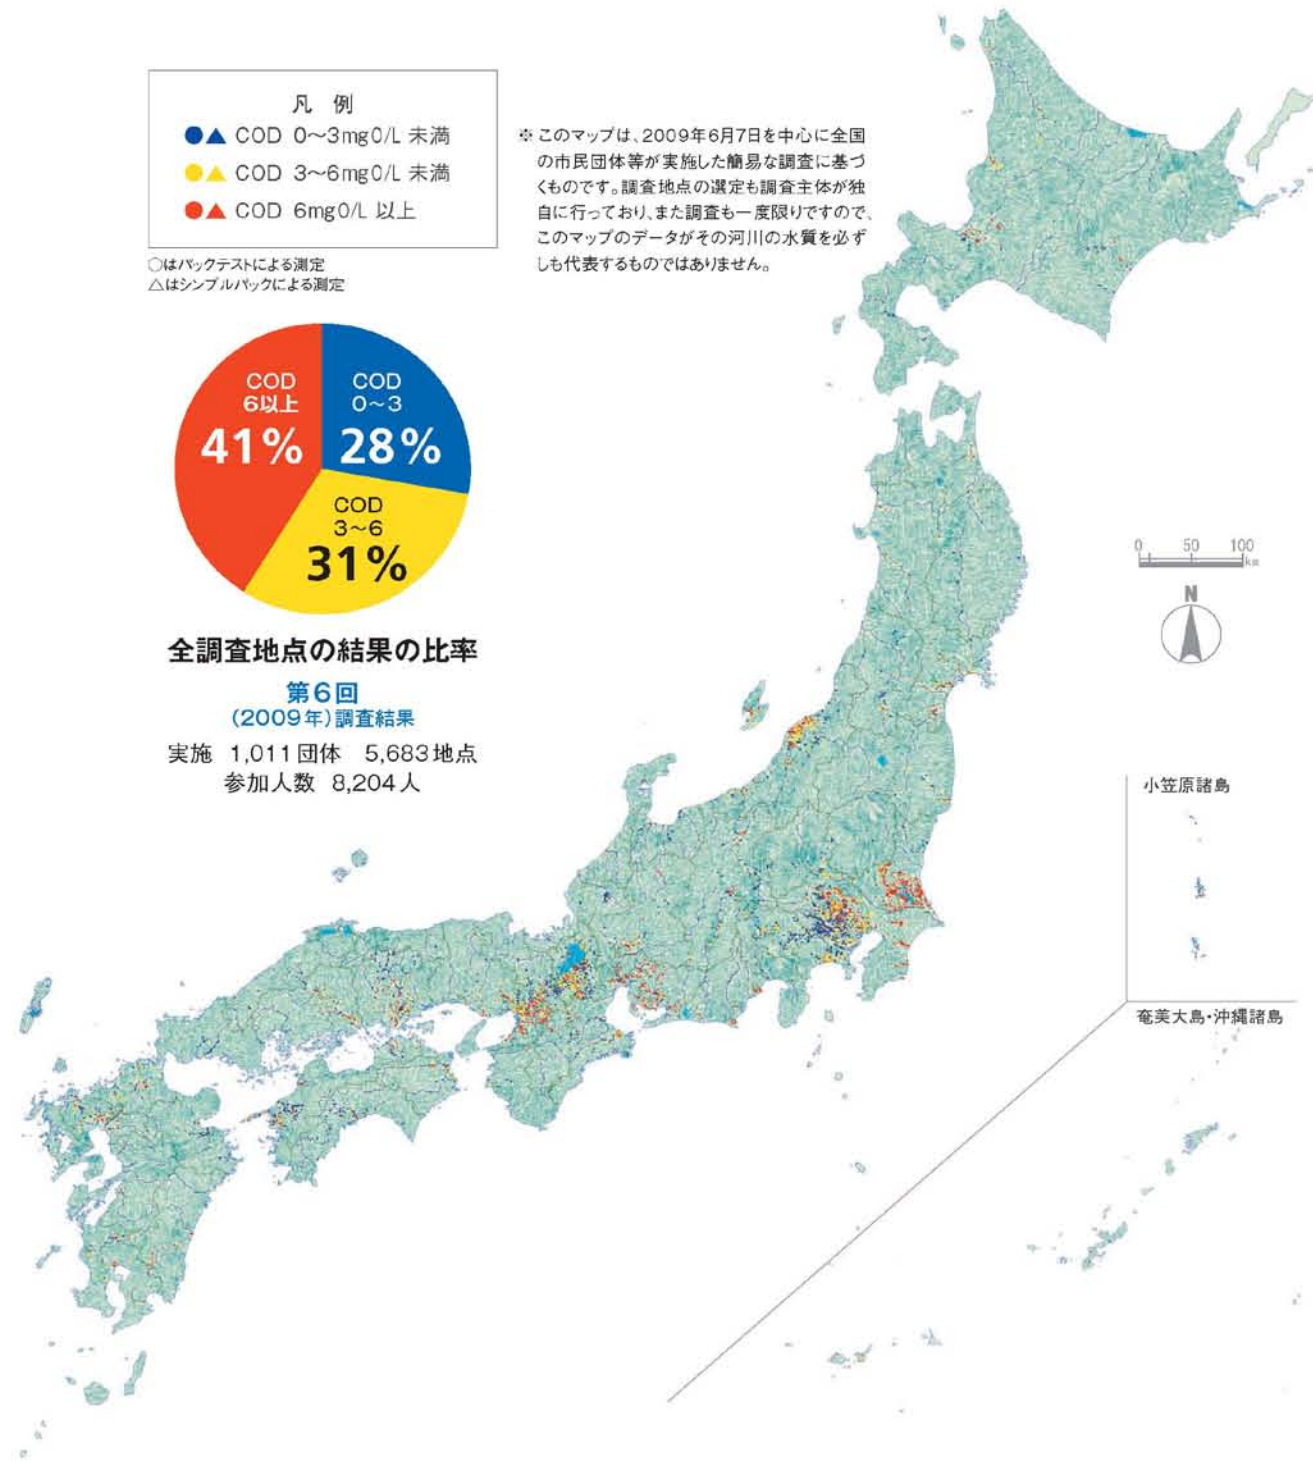 凡 例
●▲ COD 0～3mgO/L 未満
●▲ COD 3～6mgO/L 未満
●▲ COD 6mgO/L 以上
○はパックテストによる測定
△はシンプルパックによる測定
※このマップは、2009年6月7日を中心に全国
の市民団体等が実施した簡易な調査に基づ
くものです。調査地点の選定も調査主体が独
自に行っており、また調査も一度限りですので、
このマップのデータがその河川の水質を必ず
しも代表するものではありません。
COD
6以上
41%
COD
0～3
28%
COD
3～6
31%
全調査地点の結果の比率
第6回
(2009年)調査結果
実施 1,011団体 5,683地点
参加人数 8,204人
0 50 100
km
N
小笠原諸島
奄美大島・沖縄諸島